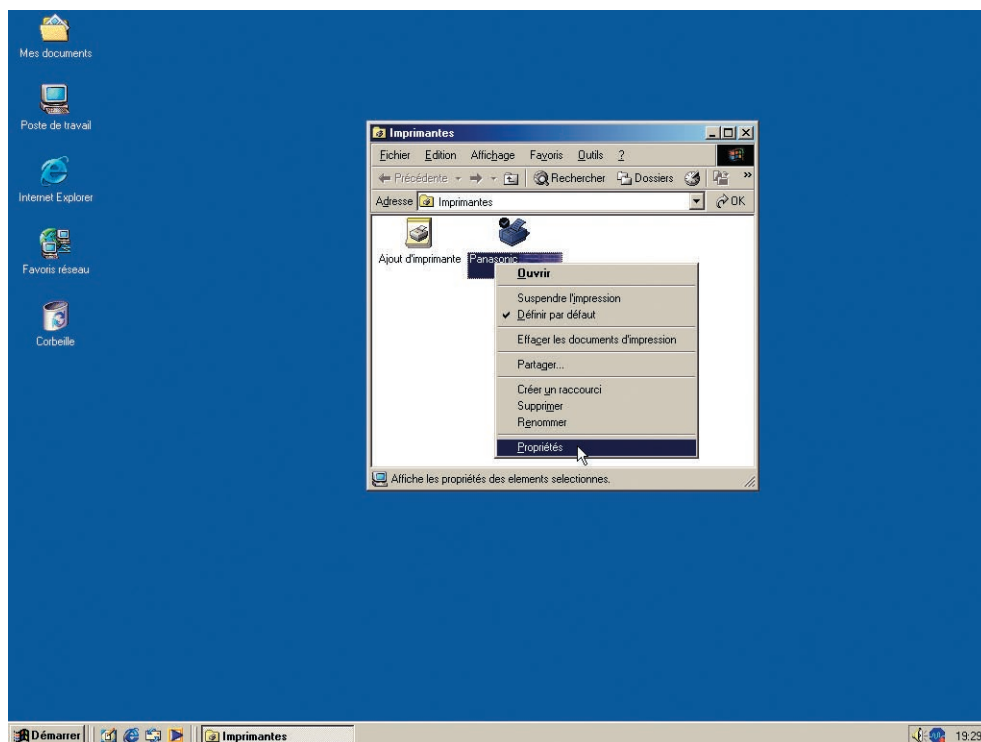 Mes documents
Poste de travail
Internet Explorer
Favoris réseau
Corbeille
Imprimantes
Fichier Edition Affichage Favoris Outils ?
Précédente Rechercher Dossiers »
Adresse Imprimantes OK
Ajout d'imprimante Panasonic
Ouvrir
Suspendre l'impression
Définir par défaut
Effacer les documents d'impression
Partager...
Créer un raccourci
Supprimer
Renommer
Propriétés
Affiche les propriétés des elements selectionnes.
Démarrer Imprimantes 19:29